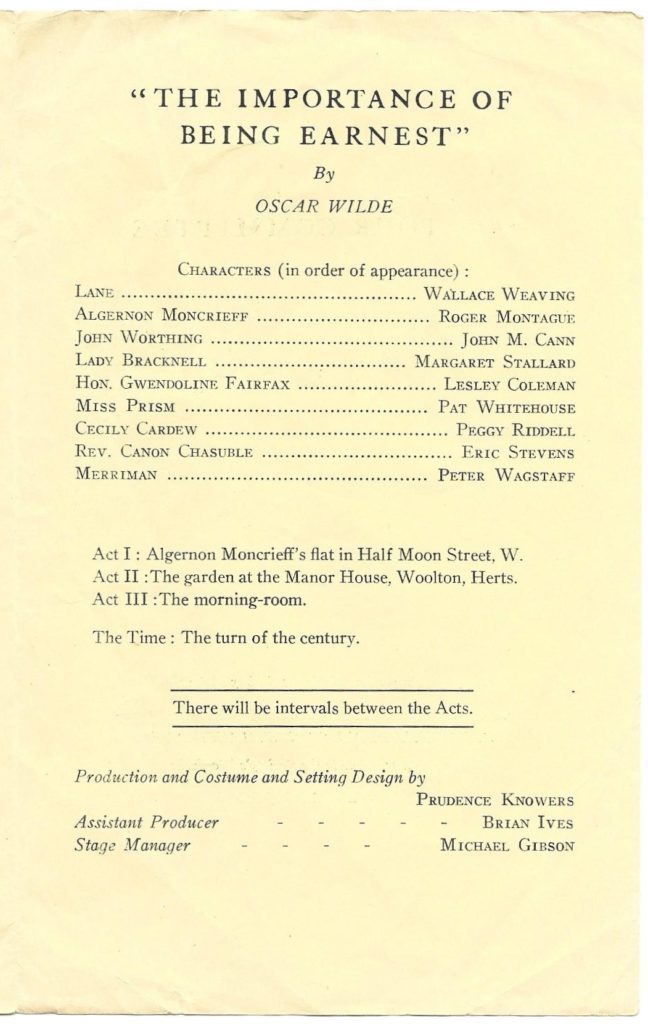 "THE IMPORTANCE OF
BEING EARNEST"
By
OSCAR WILDE
CHARACTERS (in order of appearance) :
LANE .................................................. WALLACE WEAVING
ALGERNON MONCRIEFF .............................. ROGER MONTAGUE
JOHN WORTHING ......................................... JOHN M. CANN
LADY BRACKNELL ................................ MARGARET STALLARD
HON. GWENDOLINE FAIRFAX ....................... LESLEY COLEMAN
MISS PRISM ......................................... PAT WHITEHOUSE
CECILY CARDEW ......................................... PEGGY RIDDELL
REV. CANON CHASUBLE ................................ ERIC STEVENS
MERRIMAN ............................................ PETER WAGSTAFF
Act I : Algernon Moncrieff's flat in Half Moon Street, W.
Act II :The garden at the Manor House, Woolton, Herts.
Act III :The morning-room.
The Time : The turn of the century.
There will be intervals between the Acts.
Production and Costume and Setting Design by
PRUDENCE KNOWERS
Assistant Producer - - - - - BRIAN IVES
Stage Manager - - - - MICHAEL GIBSON